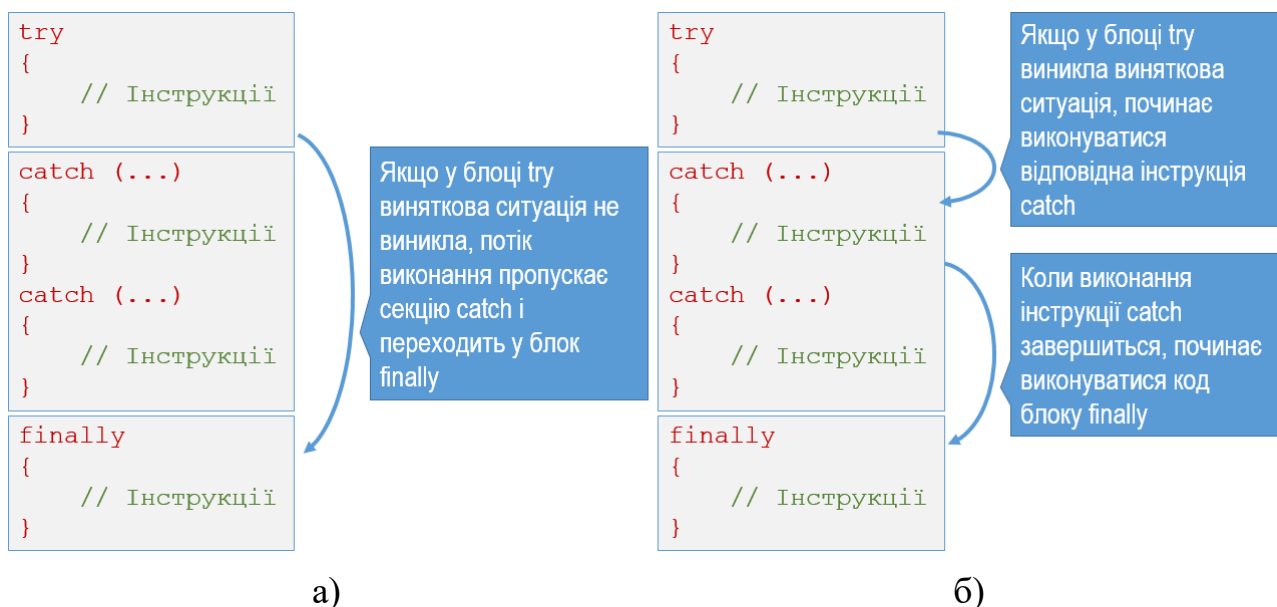 try
{
// Інструкції
}
catch (...)
{
// Інструкції
}
catch (...)
{
// Інструкції
}
finally
{
// Інструкції
}
Якщо у блоці try
виняткова ситуація не
виникла, потік
виконання пропускає
секцію catch і
переходить у блок
finally
а)
try
{
// Інструкції
}
catch (...)
{
// Інструкції
}
catch (...)
{
// Інструкції
}
finally
{
// Інструкції
}
Якщо у блоці try
виникла виняткова
ситуація, починає
виконуватися
відповідна інструкція
catch
Коли виконання
інструкції catch
завершиться, починає
виконуватися код
блоку finally
б)